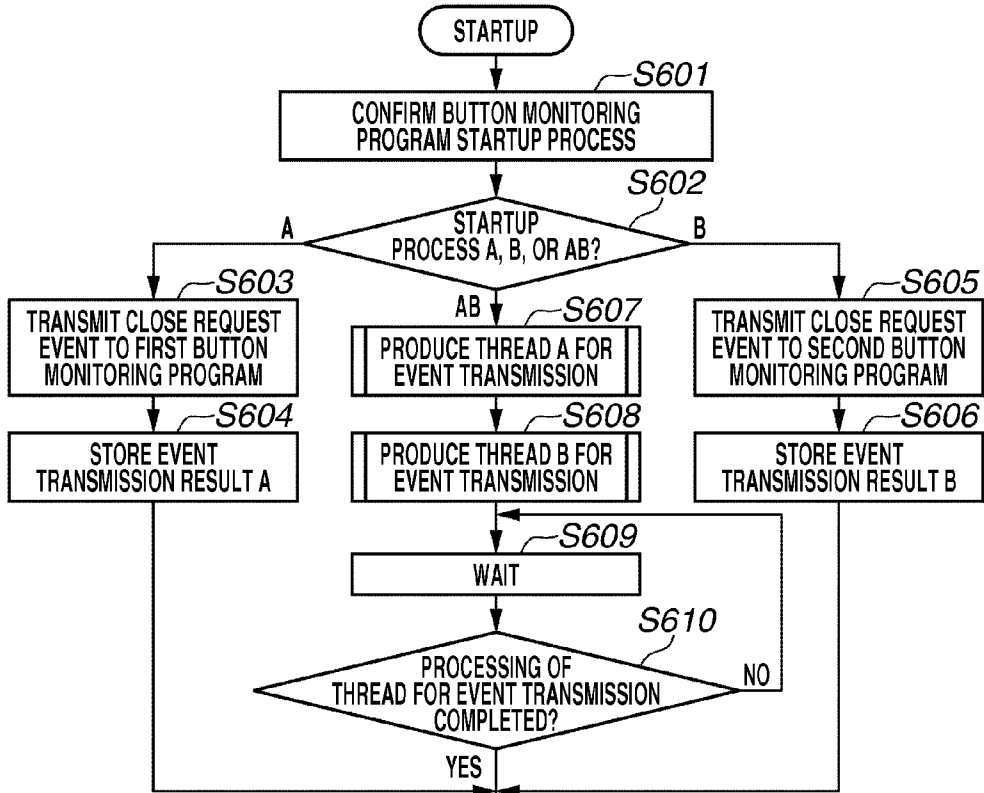 STARTUP
S601
CONFIRM BUTTON MONITORING
PROGRAM STARTUP PROCESS
S602
STARTUP
PROCESS A, B, OR AB?
A
B
AB
S603
TRANSMIT CLOSE REQUEST
EVENT TO FIRST BUTTON
MONITORING PROGRAM
S604
STORE EVENT
TRANSMISSION RESULT A
S607
PRODUCE THREAD A FOR
EVENT TRANSMISSION
S608
PRODUCE THREAD B FOR
EVENT TRANSMISSION
S605
TRANSMIT CLOSE REQUEST
EVENT TO SECOND BUTTON
MONITORING PROGRAM
S606
STORE EVENT
TRANSMISSION RESULT B
S609
WAIT
S610
PROCESSING OF
THREAD FOR EVENT TRANSMISSION
COMPLETED?
NO
YES